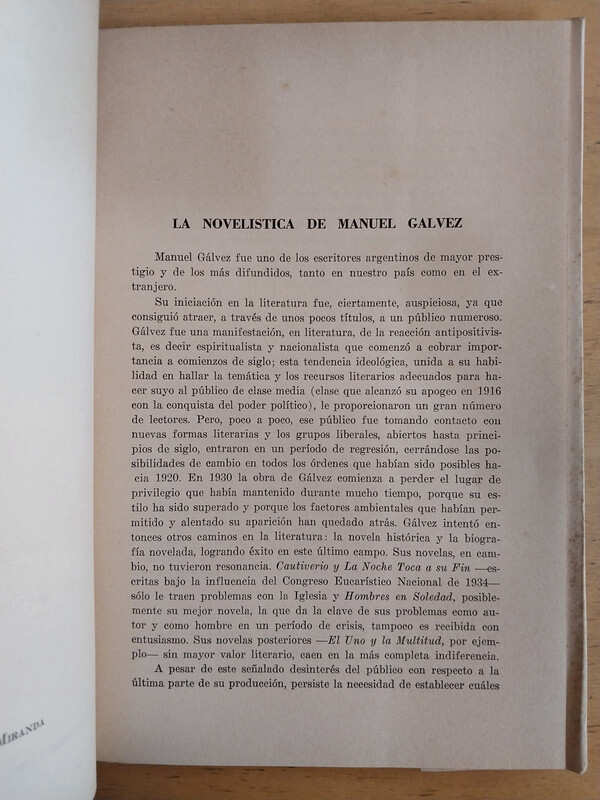 LA NOVELISTICA DE MANUEL GALVEZ
Manuel Gálvez fue uno de los escritores argentinos de mayor pres-
tigio y de los más difundidos, tanto en nuestro país como en el ex-
tranjero.
Su iniciación en la literatura fue, ciertamente, auspiciosa, ya que
consiguió atraer, a través de unos pocos títulos, a un público numeroso.
Gálvez fue una manifestación, en literatura, de la reacción antipositivis-
ta, es decir espiritualista y nacionalista que comenzó a cobrar impor-
tancia a comienzos de siglo; esta tendencia ideológica, unida a su habi-
lidad en hallar la temática y los recursos literarios adecuados para ha-
cer suyo al público de clase media (clase que alcanzó su apogeo en 1916
con la conquista del poder político), le proporcionaron un gran número
de lectores. Pero, poco a poco, ese público fue tomando contacto con
nuevas formas literarias y los grupos liberales, abiertos hasta princi-
pios de siglo, entraron en un período de regresión, cerrándose las po-
sibilidades de cambio en todos los órdenes que habían sido posibles ha-
cia 1920. En 1930 la obra de Gálvez comienza a perder el lugar de
privilegio que había mantenido durante mucho tiempo, porque su es-
tilo ha sido superado y porque los factores ambientales que habían per-
mitido y alentado su aparición han quedado atrás. Gálvez intentó en-
tonces otros caminos en la literatura: la novela histórica y la biogra-
fía novelada, logrando éxito en este último campo. Sus novelas, en cam-
bio, no tuvieron resonancia. Cautiverio y La Noche Toca a su Fin —es-
critas bajo la influencia del Congreso Eucarístico Nacional de 1934—
sólo le traen problemas con la Iglesia y Hombres en Soledad, posible-
mente su mejor novela, la que da la clave de sus problemas como au-
tor y como hombre en un período de crisis, tampoco es recibida con
entusiasmo. Sus novelas posteriores —El Uno y la Multitud, por ejem-
plo— sin mayor valor literario, caen en la más completa indiferencia.
A pesar de este señalado desinterés del público con respecto a la
última parte de su producción, persiste la necesidad de establecer cuáles
MIRANDA